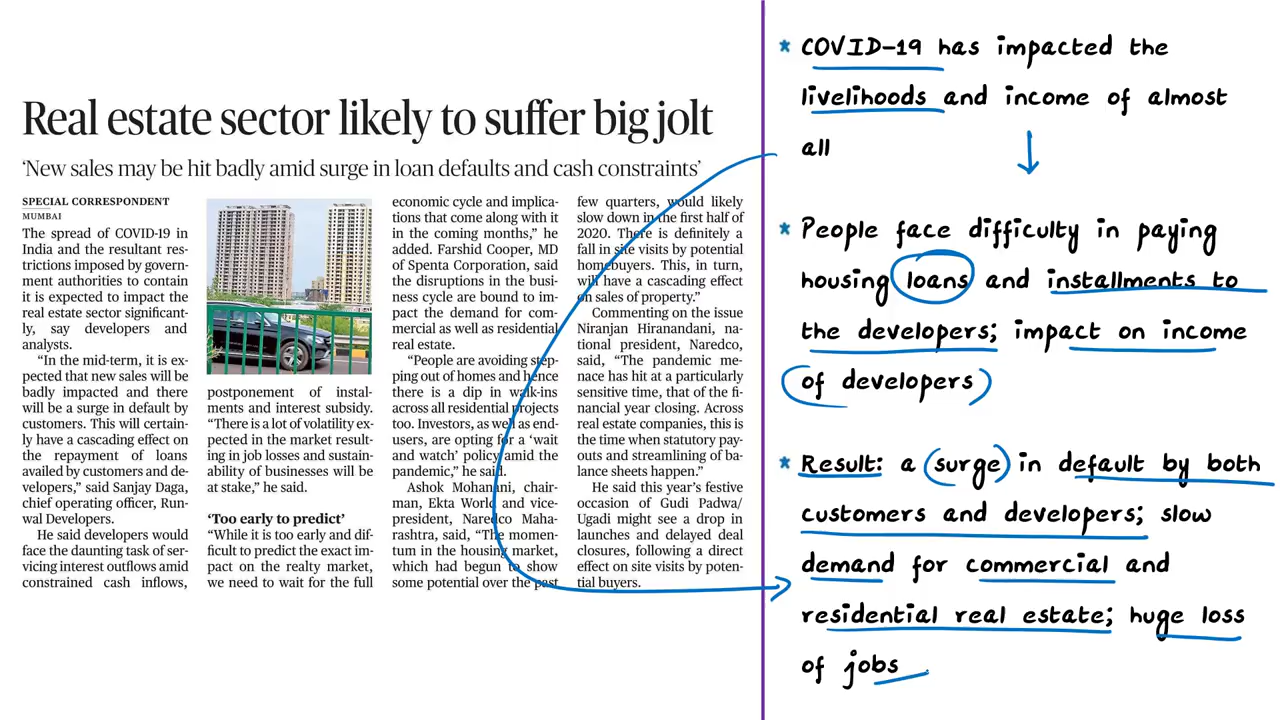 Real estate sector likely to suffer big jolt
‘New sales may be hit badly amid surge in loan defaults and cash constraints’
SPECIAL CORRESPONDENT
MUMBAI
The spread of COVID-19 in
India and the resultant res-
trictions imposed by govern-
ment authorities to contain
it is expected to impact the
real estate sector significant-
ly, say developers and
analysts.
“In the mid-term, it is ex-
pected that new sales will be
badly impacted and there
will be a surge in default by
customers. This will certain-
ly have a cascading effect on
the repayment of loans
availed by customers and de-
velopers,” said Sanjay Daga,
chief operating officer, Run-
wal Developers.
He said developers would
face the daunting task of ser-
vicing interest outflows amid
constrained cash inflows,
postponement of instal-
ments and interest subsidy.
“There is a lot of volatility ex-
pected in the market result-
ing in job losses and sustain-
ability of businesses will be
at stake,” he said.
‘Too early to predict’
“While it is too early and dif-
ficult to predict the exact im-
pact on the realty market,
we need to wait for the full
economic cycle and implica-
tions that come along with it
in the coming months,” he
added. Farshid Cooper, MD
of Spenta Corporation, said
the disruptions in the busi-
ness cycle are bound to im-
pact the demand for com-
mercial as well as residential
real estate.
“People are avoiding step-
ping out of homes and hence
there is a dip in walk-ins
across all residential projects
too. Investors, as well as end-
users, are opting for a ‘wait
and watch’ policy amid the
pandemic,” he said.
Ashok Mohanani, chair-
man, Ekta World and vice-
president, Naredco Maha-
rashtra, said, “The momen-
tum in the housing market,
which had begun to show
some potential over the past
few quarters, would likely
slow down in the first half of
2020. There is definitely a
fall in site visits by potential
homebuyers. This, in turn,
will have a cascading effect
on sales of property.”
Commenting on the issue
Niranjan Hiranandani, na-
tional president, Naredco,
said, “The pandemic me-
nace has hit at a particularly
sensitive time, that of the fi-
nancial year closing. Across
real estate companies, this is
the time when statutory pay-
outs and streamlining of ba-
lance sheets happen.”
He said this year’s festive
occasion of Gudi Padwa/
Ugadi might see a drop in
launches and delayed deal
closures, following a direct
effect on site visits by poten-
tial buyers.
* COVID-19 has impacted the
livelihoods and income of almost
all
* People face difficulty in paying
housing loans and installments to
the developers; impact on income
of developers
* Result: a surge in default by both
customers and developers; slow
demand for commercial and
residential real estate; huge loss
of jobs